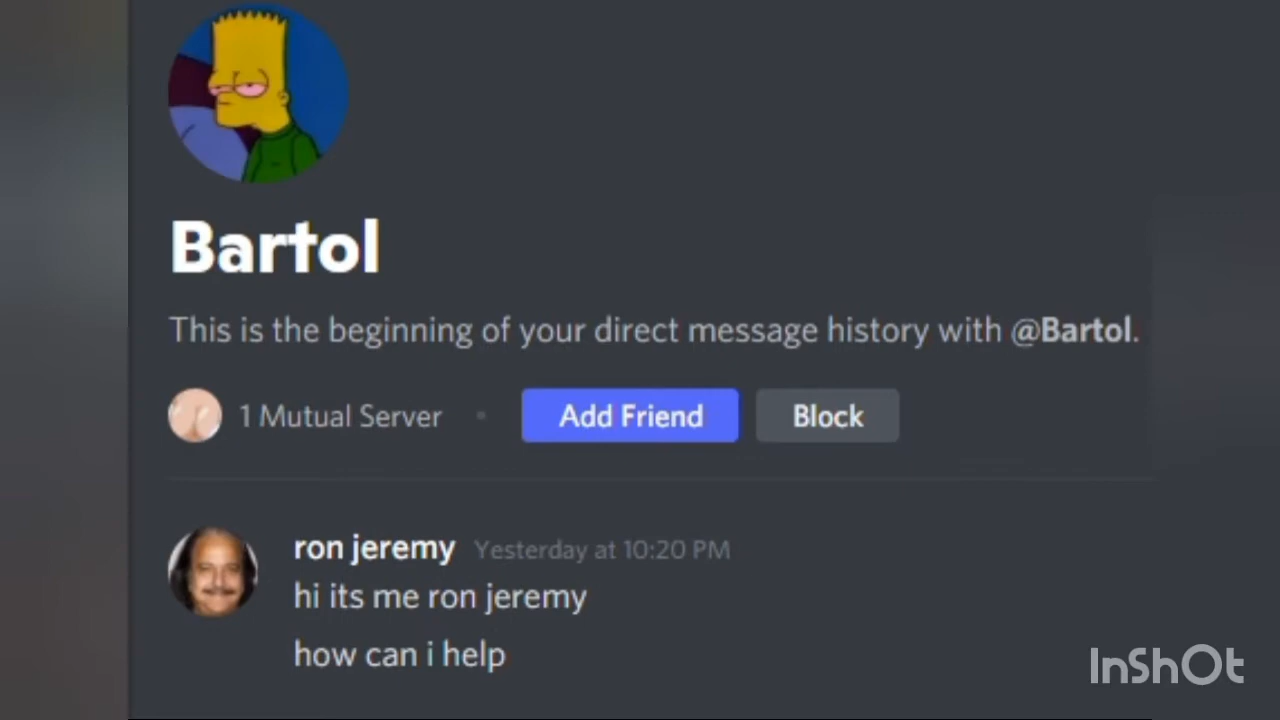 Bartol
This is the beginning of your direct message history with @Bartol.
1 Mutual Server • Add Friend Block
ron jeremy Yesterday at 10:20 PM
hi its me ron jeremy
how can i help
InShOt